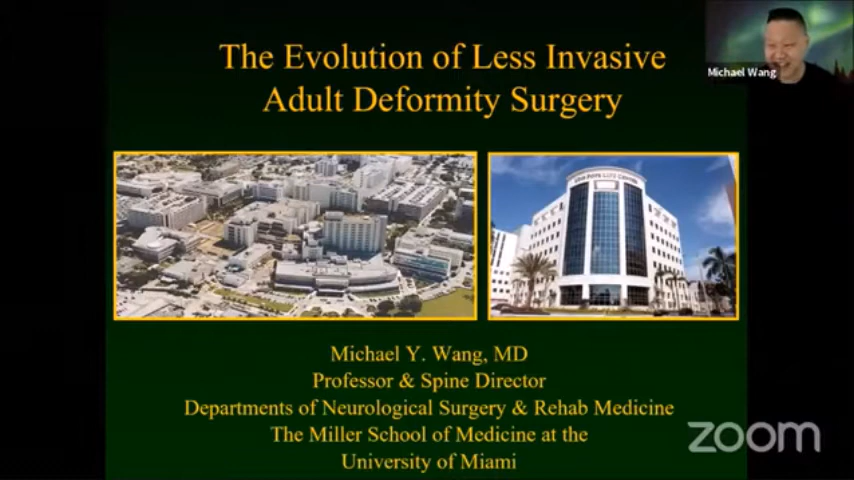 The Evolution of Less Invasive
Adult Deformity Surgery
Michael Wang
Michael Y. Wang, MD
Professor & Spine Director
Departments of Neurological Surgery & Rehab Medicine
The Miller School of Medicine at the
University of Miami
zoom